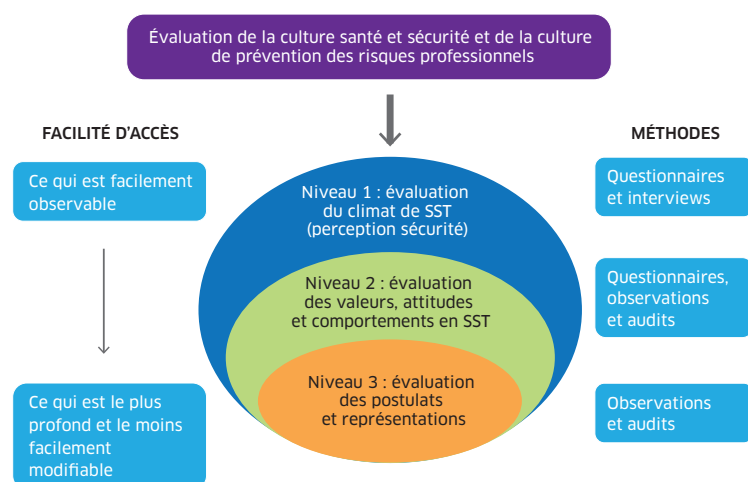 Évaluation de la culture santé et sécurité et de la culture
de prévention des risques professionnels
FACILITÉ D'ACCÈS
Ce qui est facilement
observable
Ce qui est le plus
profond et le moins
facilement
modifiable
Niveau 1 : évaluation
du climat de SST
(perception sécurité)
Niveau 2 : évaluation
des valeurs, attitudes
et comportements en SST
Niveau 3 : évaluation
des postulats
et représentations
MÉTHODES
Questionnaires
et interviews
Questionnaires,
observations
et audits
Observations
et audits